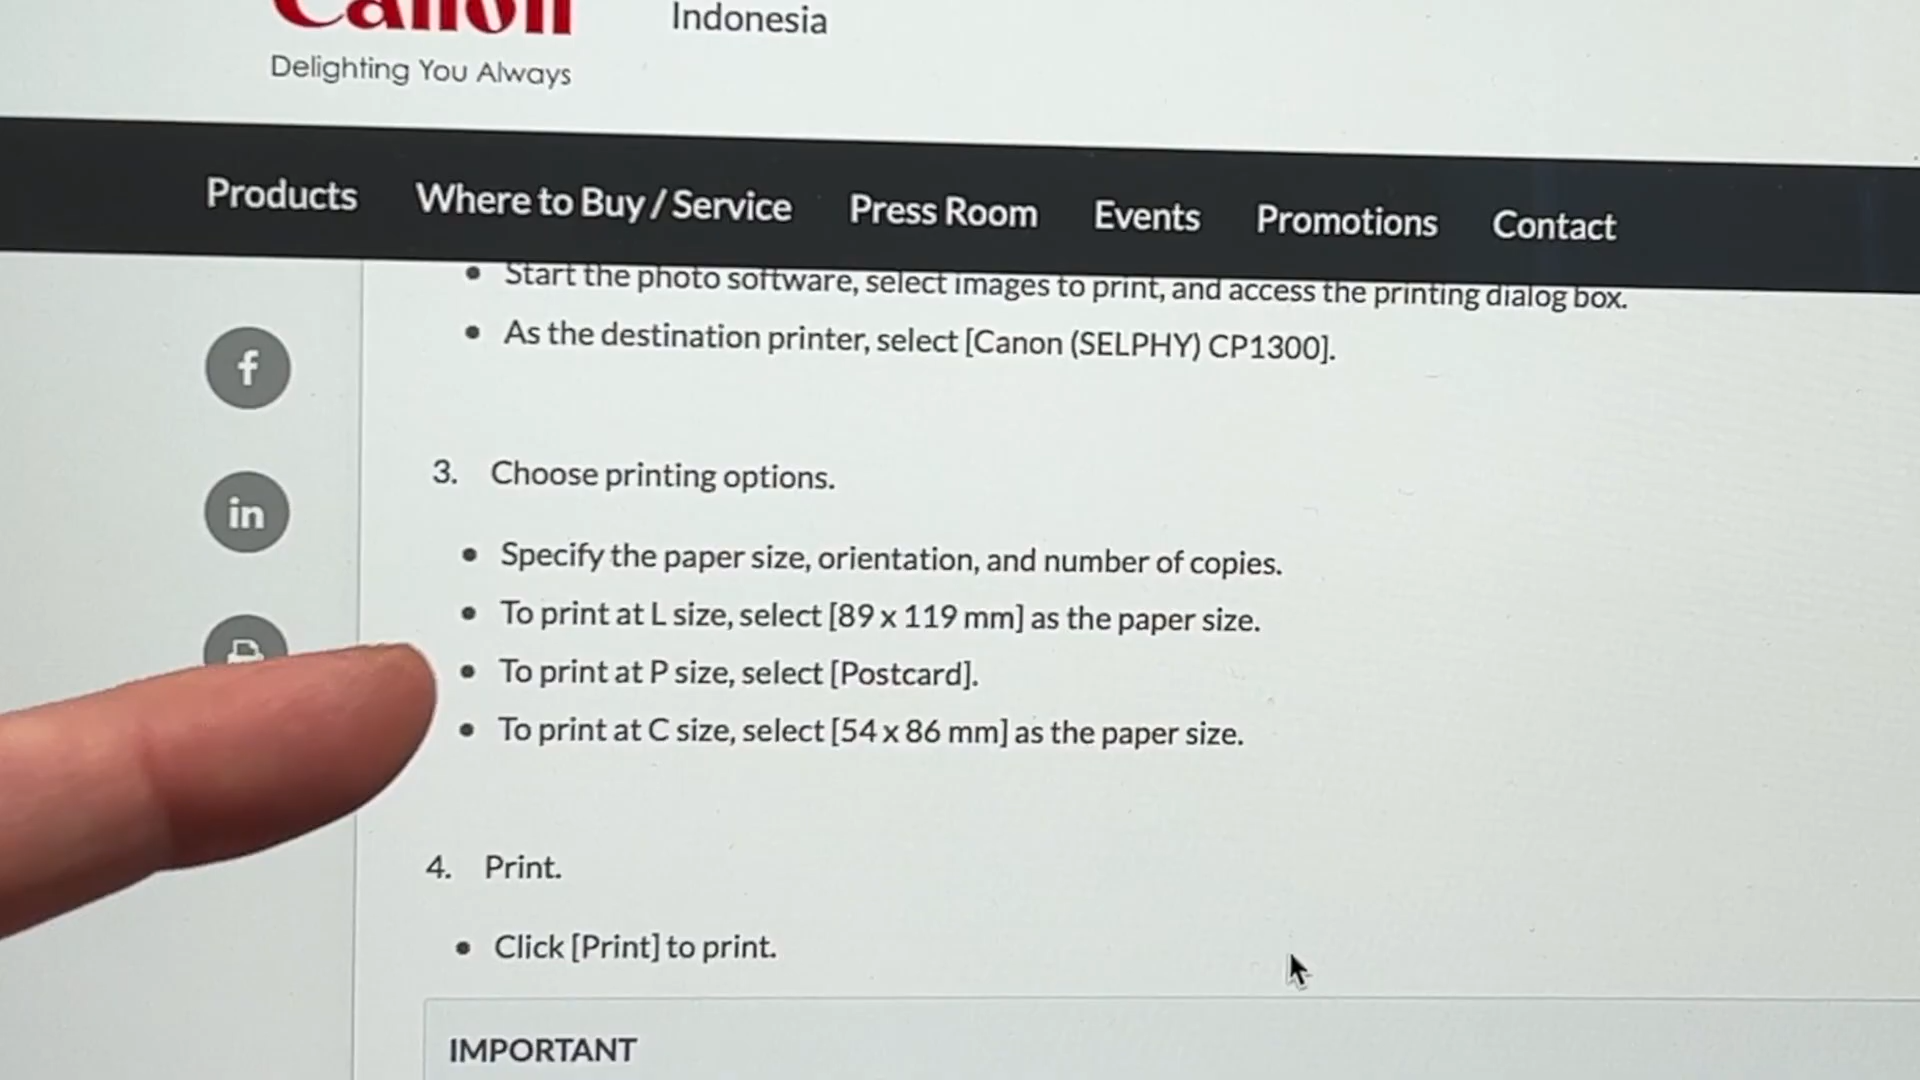 Canon
Indonesia
Delighting You Always
Products Where to Buy / Service Press Room Events Promotions Contact
• Start the photo software, select images to print, and access the printing dialog box.
• As the destination printer, select [Canon (SELPHY) CP1300].
f
3. Choose printing options.
in
• Specify the paper size, orientation, and number of copies.
• To print at L size, select [89 x 119 mm] as the paper size.
• To print at P size, select [Postcard].
• To print at C size, select [54 x 86 mm] as the paper size.
4. Print.
• Click [Print] to print.
IMPORTANT